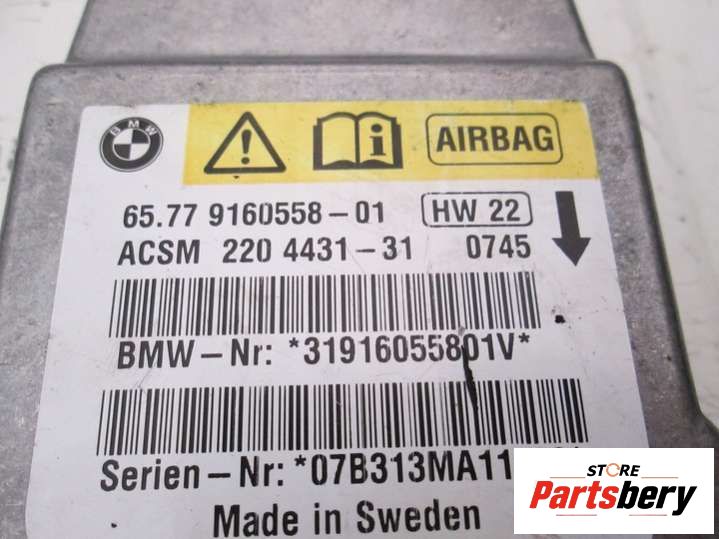 BMW
i
AIRBAG
65.77 9160558-01 HW 22
ACSM 220 4431-31 0745
BMW-Nr: *31916055801V*
Serien-Nr: *07B313MA11
Made in Sweden
STORE
Partsbery